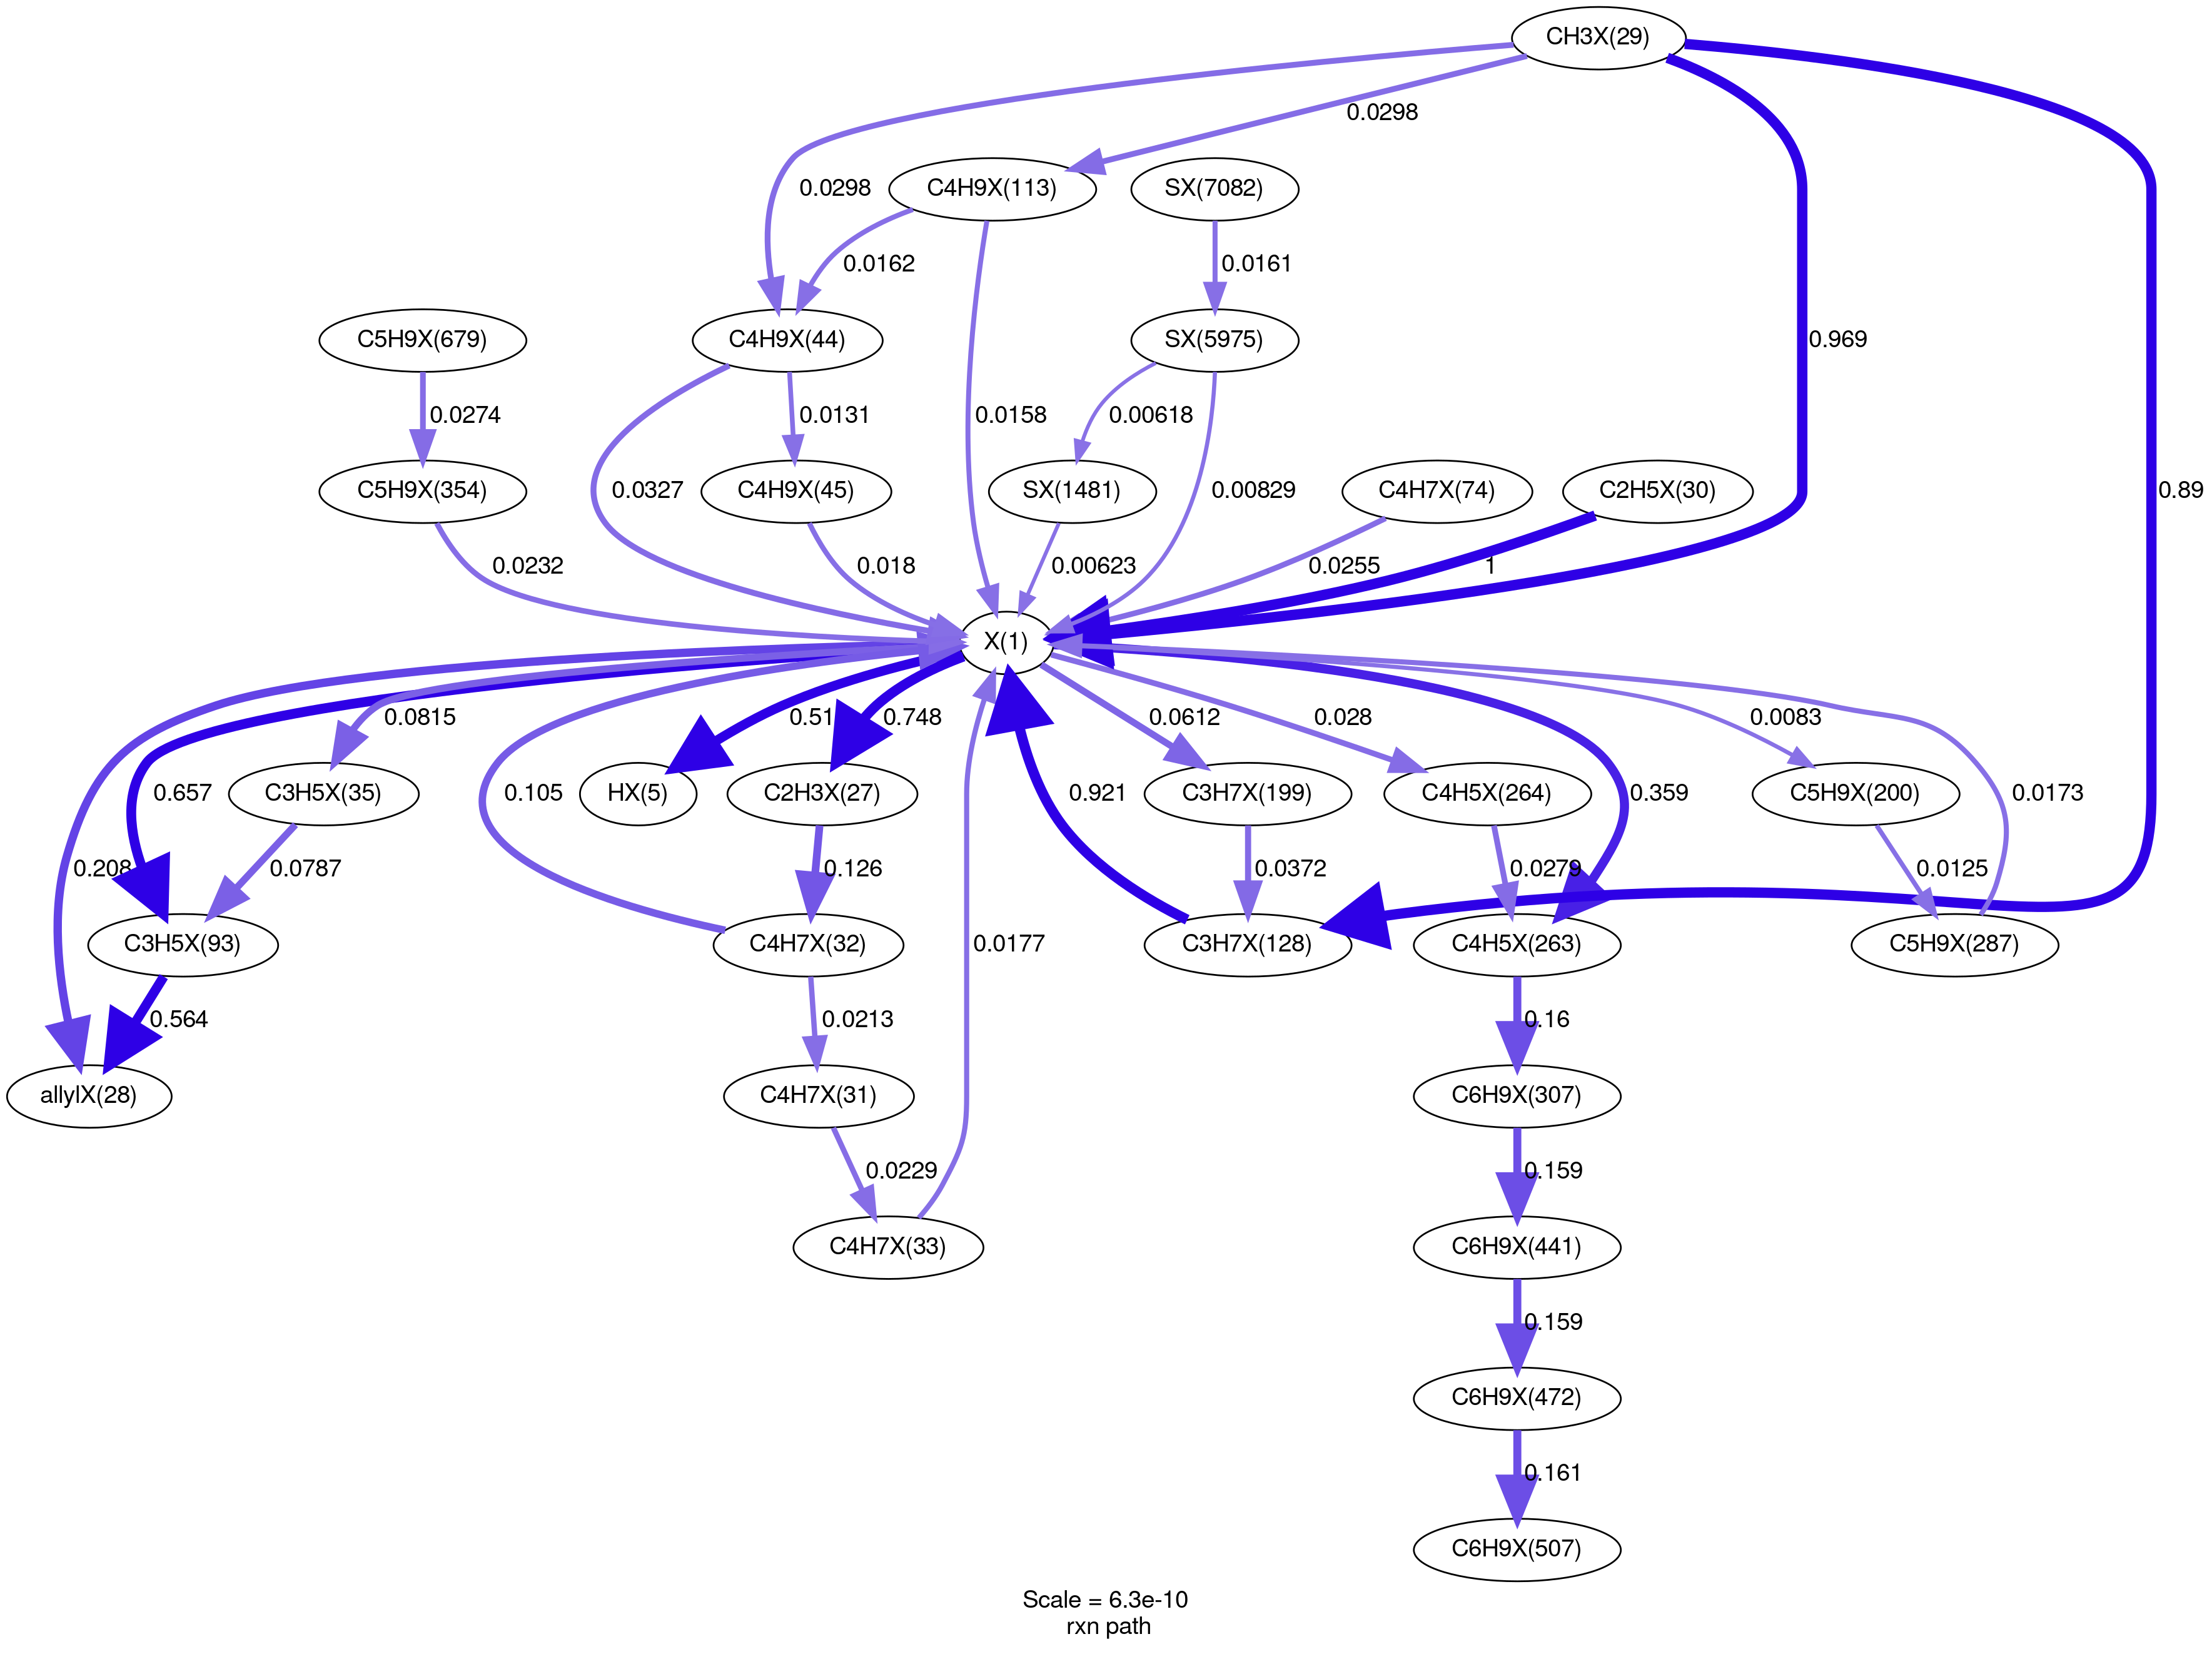 CH3X(29)
0.0298
0.0298
C4H9X(113)
SX(7082)
0.0162
0.0161
C5H9X(679)
C4H9X(44)
SX(5975)
0.969
0.0274
0.0131
0.0158
0.00618
C5H9X(354)
0.0327
C4H9X(45)
SX(1481)
0.00829
C4H7X(74)
C2H5X(30)
0.89
0.0232
0.018
0.00623
0.0255
1
X(1)
0.0815
0.51
0.748
0.0612
0.028
0.0083
0.657
C3H5X(35)
0.105
HX(5)
C2H3X(27)
0.921
C3H7X(199)
C4H5X(264)
0.359
C5H9X(200)
0.0173
0.208
0.0787
0.126
0.0372
0.0279
0.0125
C3H5X(93)
C4H7X(32)
0.0177
C3H7X(128)
C4H5X(263)
C5H9X(287)
0.564
0.0213
0.16
allylX(28)
C4H7X(31)
C6H9X(307)
0.0229
0.159
C4H7X(33)
C6H9X(441)
0.159
C6H9X(472)
0.161
C6H9X(507)
Scale = 6.3e-10
rxn path